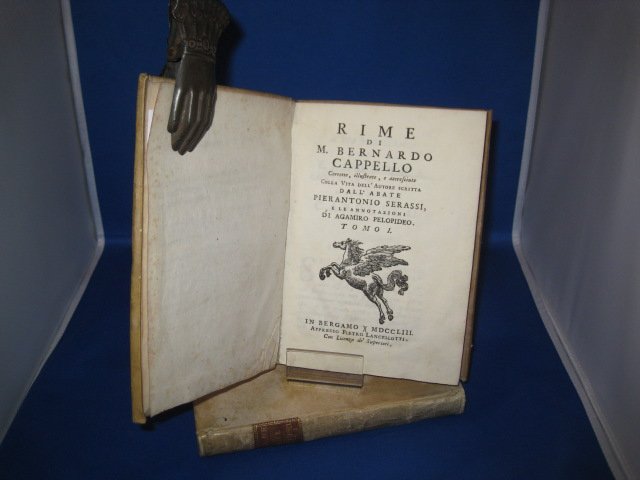 RIME
DI
M. BERNARDO
CAPPELLO
Corrette, illustrate, e accresciute
COLLA VITA DELL' AUTORE SCRITTA
DALL' ABATE
PIERANTONIO SERASSI,
E LE ANNOTAZIONI
DI AGAMIRO PELOPIDEO.
TOMO I.
IN BERGAMO X MDCCLIII.
APPRESSO PIETRO LANCELLOTTI.
Con Licenza de' Superiori.